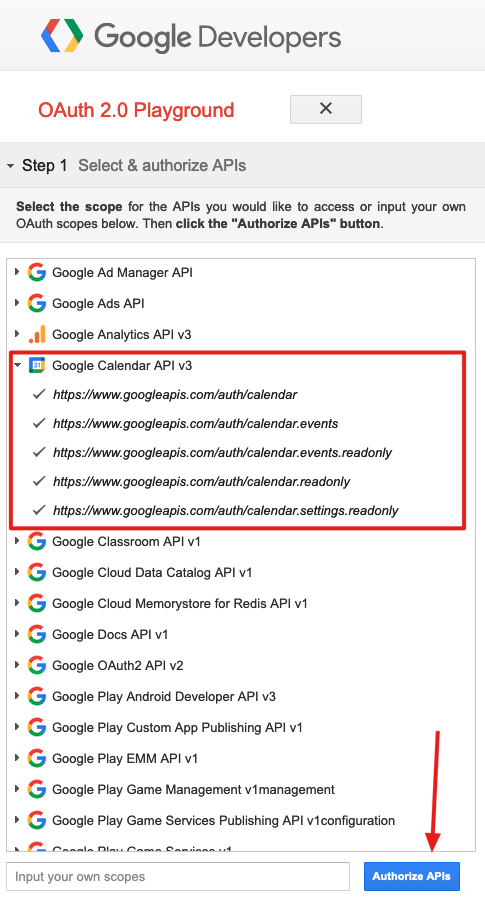 Google Developers
OAuth 2.0 Playground
Step 1 Select & authorize APIs
Select the scope for the APIs you would like to access or input your own
OAuth scopes below. Then click the "Authorize APIs" button.
Google Ad Manager API
Google Ads API
Google Analytics API v3
31 Google Calendar API v3
https://www.googleapis.com/auth/calendar
https://www.googleapis.com/auth/calendar.events
https://www.googleapis.com/auth/calendar.events.readonly
https://www.googleapis.com/auth/calendar.readonly
https://www.googleapis.com/auth/calendar.settings.readonly
Google Classroom API v1
Google Cloud Data Catalog API v1
Google Cloud Memorystore for Redis API v1
Google Docs API v1
Google OAuth2 API v2
Google Play Android Developer API v3
Google Play Custom App Publishing API v1
Google Play EMM API v1
Google Play Game Management v1management
Google Play Game Services Publishing API v1configuration
Google Play Game Services v1
Input your own scopes Authorize APIs